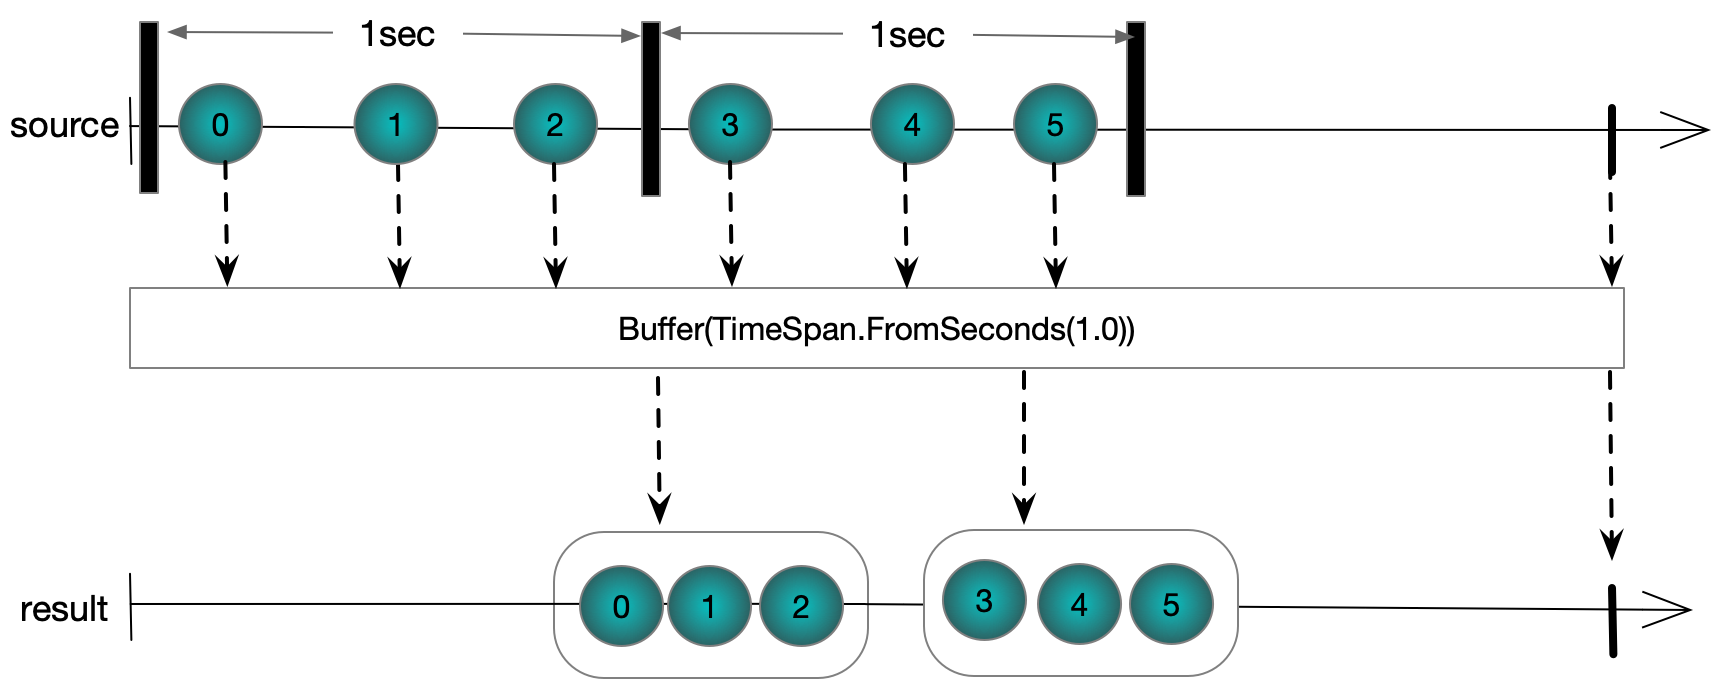 1sec
1sec
source
0
1
2
3
4
5
Buffer(TimeSpan.FromSeconds(1.0))
result
0
1
2
3
4
5